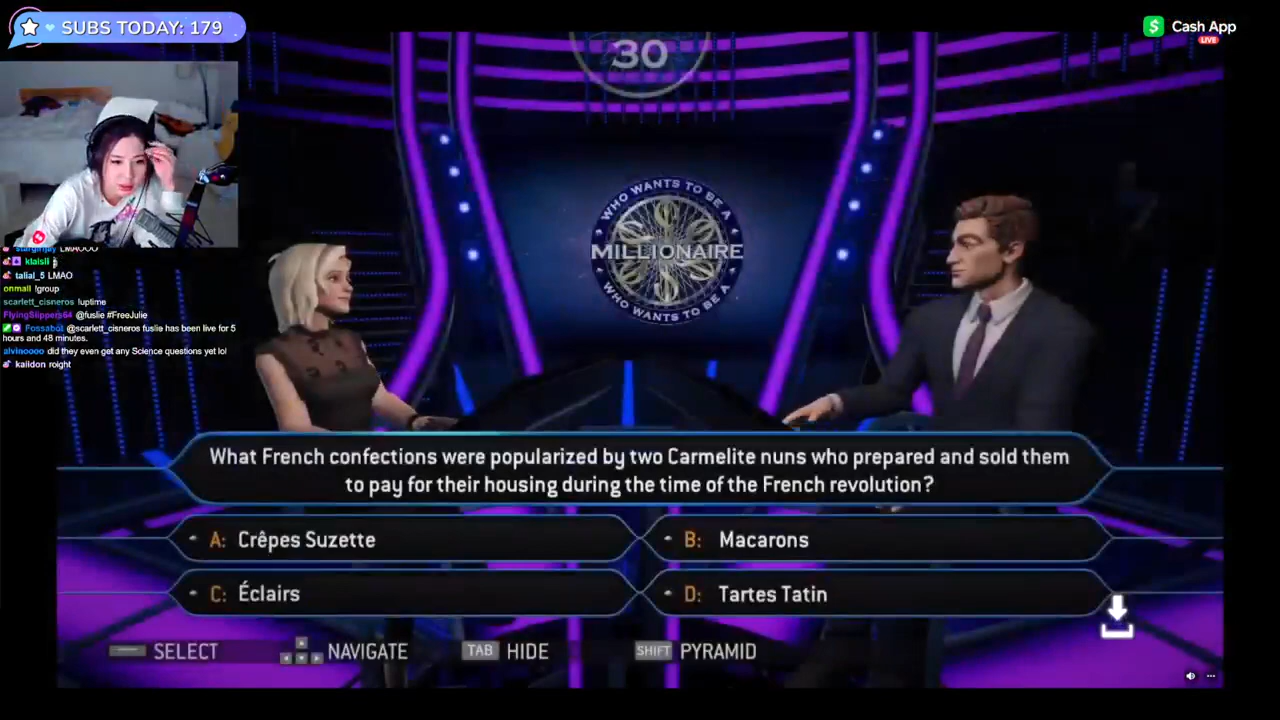 SUBS TODAY: 179
Cash App
LIVE
30
WHO WANTS TO BE A
MILLIONAIRE
WHO WANTS TO BE A
starginjay LMAOOO
klaisli
talial_5 LMAO
onmall !group
scarlett_cisneros !uptime
FlyingSlippers64 @fuslie #FreeJulie
Fossabot @scarlett_cisneros fuslie has been live for 5
hours and 48 minutes.
alvinoooo did they even get any Science questions yet lol
kaildon roight
What French confections were popularized by two Carmelite nuns who prepared and sold them
to pay for their housing during the time of the French revolution?
A: Crêpes Suzette
B: Macarons
C: Éclairs
D: Tartes Tatin
SELECT
NAVIGATE
TAB HIDE
SHIFT PYRAMID